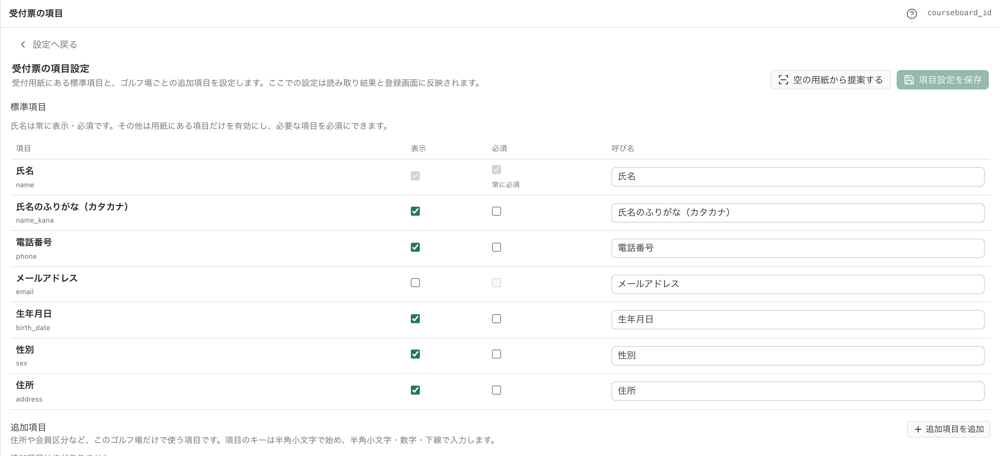 受付票の項目
courseboard_id
設定へ戻る
受付票の項目設定
受付用紙にある標準項目と、ゴルフ場ごとの追加項目を設定します。ここでの設定は読み取り結果と登録画面に反映されます。
空の用紙から提案する
項目設定を保存
標準項目
氏名は常に表示・必須です。その他は用紙にある項目だけを有効にし、必要な項目を必須にできます。
項目 表示 必須 呼び名
氏名 氏名
name 常に必須
氏名のふりがな（カタカナ） 氏名のふりがな（カタカナ）
name_kana
電話番号 電話番号
phone
メールアドレス メールアドレス
email
生年月日 生年月日
birth_date
性別 性別
sex
住所 住所
address
追加項目
追加項目を追加
住所や会員区分など、このゴルフ場だけで使う項目です。項目のキーは半角小文字で始め、半角小文字・数字・下線で入力します。